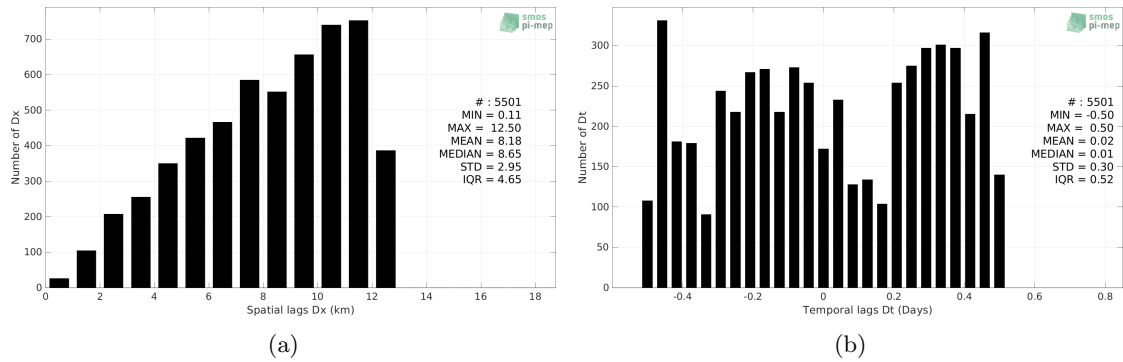 smos
pi-mep
700
600
500
400
300
200
100
0
Number of Dx
# : 5501
MIN = 0.11
MAX = 12.50
MEAN = 8.18
MEDIAN = 8.65
STD = 2.95
IQR = 4.65
0 2 4 6 8 10 12 14 16 18
Spatial lags Dx (km)
(a)
smos
pi-mep
300
250
200
150
100
50
0
Number of Dt
# : 5501
MIN = -0.50
MAX = 0.50
MEAN = 0.02
MEDIAN = 0.01
STD = 0.30
IQR = 0.52
-0.4 -0.2 0 0.2 0.4 0.6 0.8
Temporal lags Dt (Days)
(b)